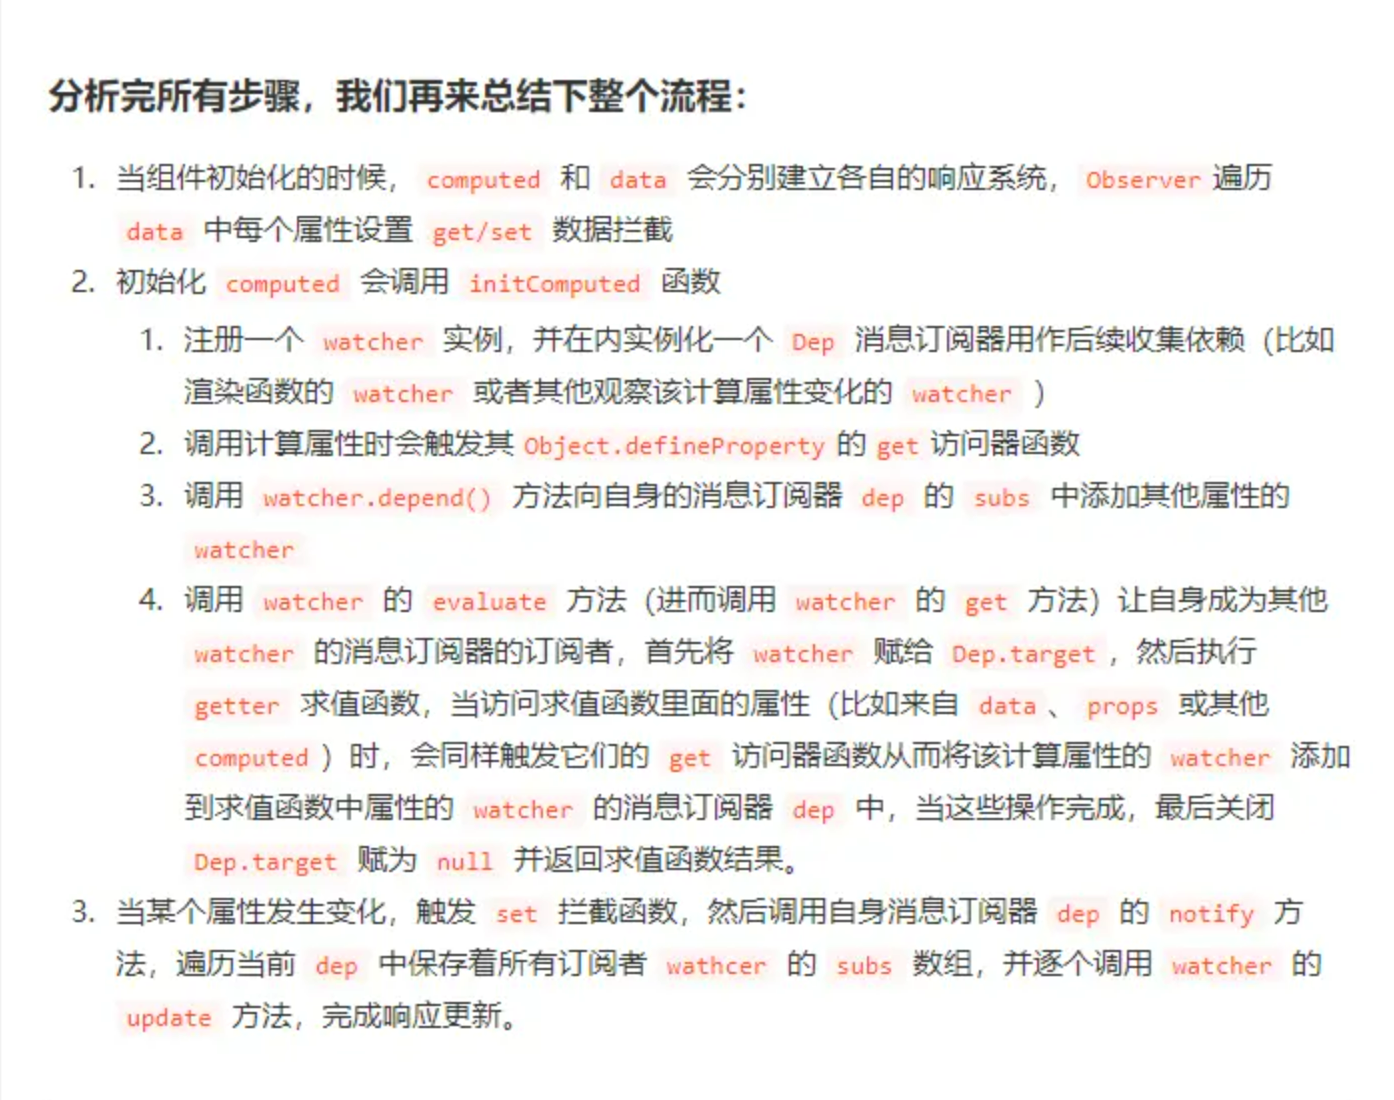 分析完所有步骤，我们再来总结下整个流程：
1. 当组件初始化的时候， computed 和 data 会分别建立各自的响应系统， Observer 遍历
data 中每个属性设置 get/set 数据拦截
2. 初始化 computed 会调用 initComputed 函数
1. 注册一个 watcher 实例，并在内实例化一个 Dep 消息订阅器用作后续收集依赖（比如
渲染函数的 watcher 或者其他观察该计算属性变化的 watcher ）
2. 调用计算属性时会触发其 Object.defineProperty 的 get 访问器函数
3. 调用 watcher.depend() 方法向自身的消息订阅器 dep 的 subs 中添加其他属性的
watcher
4. 调用 watcher 的 evaluate 方法（进而调用 watcher 的 get 方法）让自身成为其他
watcher 的消息订阅器的订阅者，首先将 watcher 赋给 Dep.target ，然后执行
getter 求值函数，当访问求值函数里面的属性（比如来自 data 、 props 或其他
computed ）时，会同样触发它们的 get 访问器函数从而将该计算属性的 watcher 添加
到求值函数中属性的 watcher 的消息订阅器 dep 中，当这些操作完成，最后关闭
Dep.target 赋为 null 并返回求值函数结果。
3. 当某个属性发生变化，触发 set 拦截函数，然后调用自身消息订阅器 dep 的 notify 方
法，遍历当前 dep 中保存着所有订阅者 wathcer 的 subs 数组，并逐个调用 watcher 的
update 方法，完成响应更新。